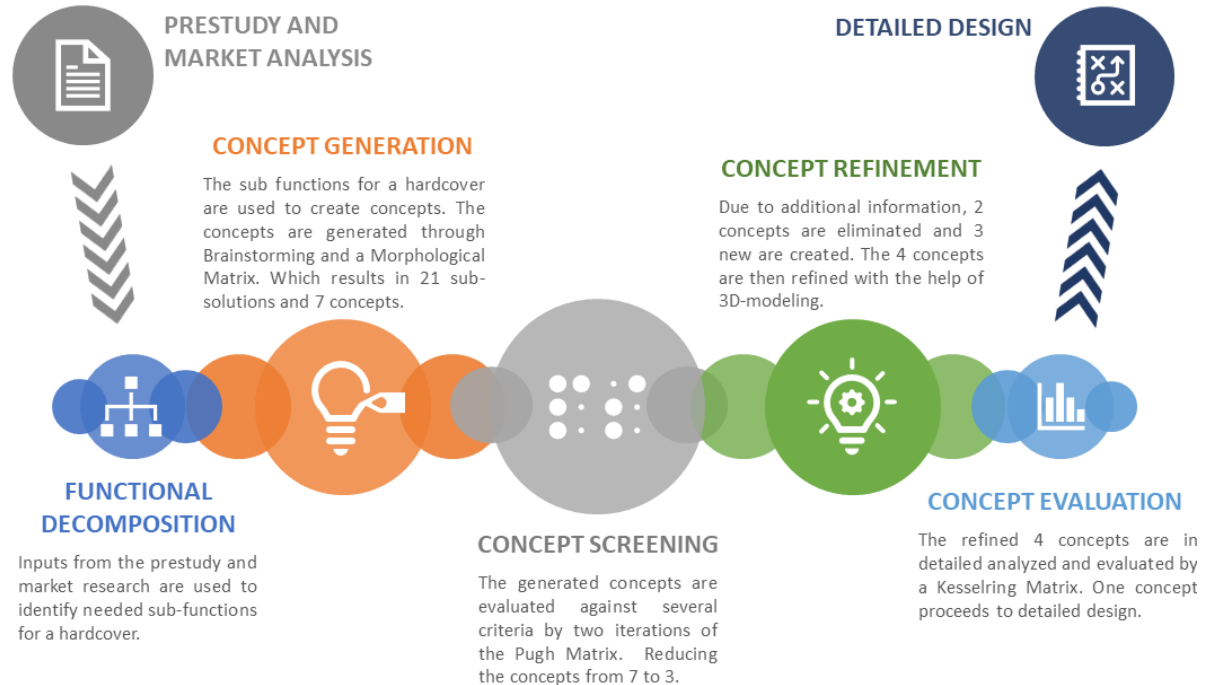 PRESTUDY AND
MARKET ANALYSIS
DETAILED DESIGN
CONCEPT GENERATION
The sub functions for a hardcover
are used to create concepts. The
concepts are generated through
Brainstorming and a Morphological
Matrix. Which results in 21 sub-
solutions and 7 concepts.
CONCEPT REFINEMENT
Due to additional information, 2
concepts are eliminated and 3
new are created. The 4 concepts
are then refined with the help of
3D-modeling.
FUNCTIONAL
DECOMPOSITION
Inputs from the prestudy and
market research are used to
identify needed sub-functions
for a hardcover.
CONCEPT SCREENING
The generated concepts are
evaluated against several
criteria by two iterations of
the Pugh Matrix. Reducing
the concepts from 7 to 3.
CONCEPT EVALUATION
The refined 4 concepts are in
detailed analyzed and evaluated by
a Kesselring Matrix. One concept
proceeds to detailed design.